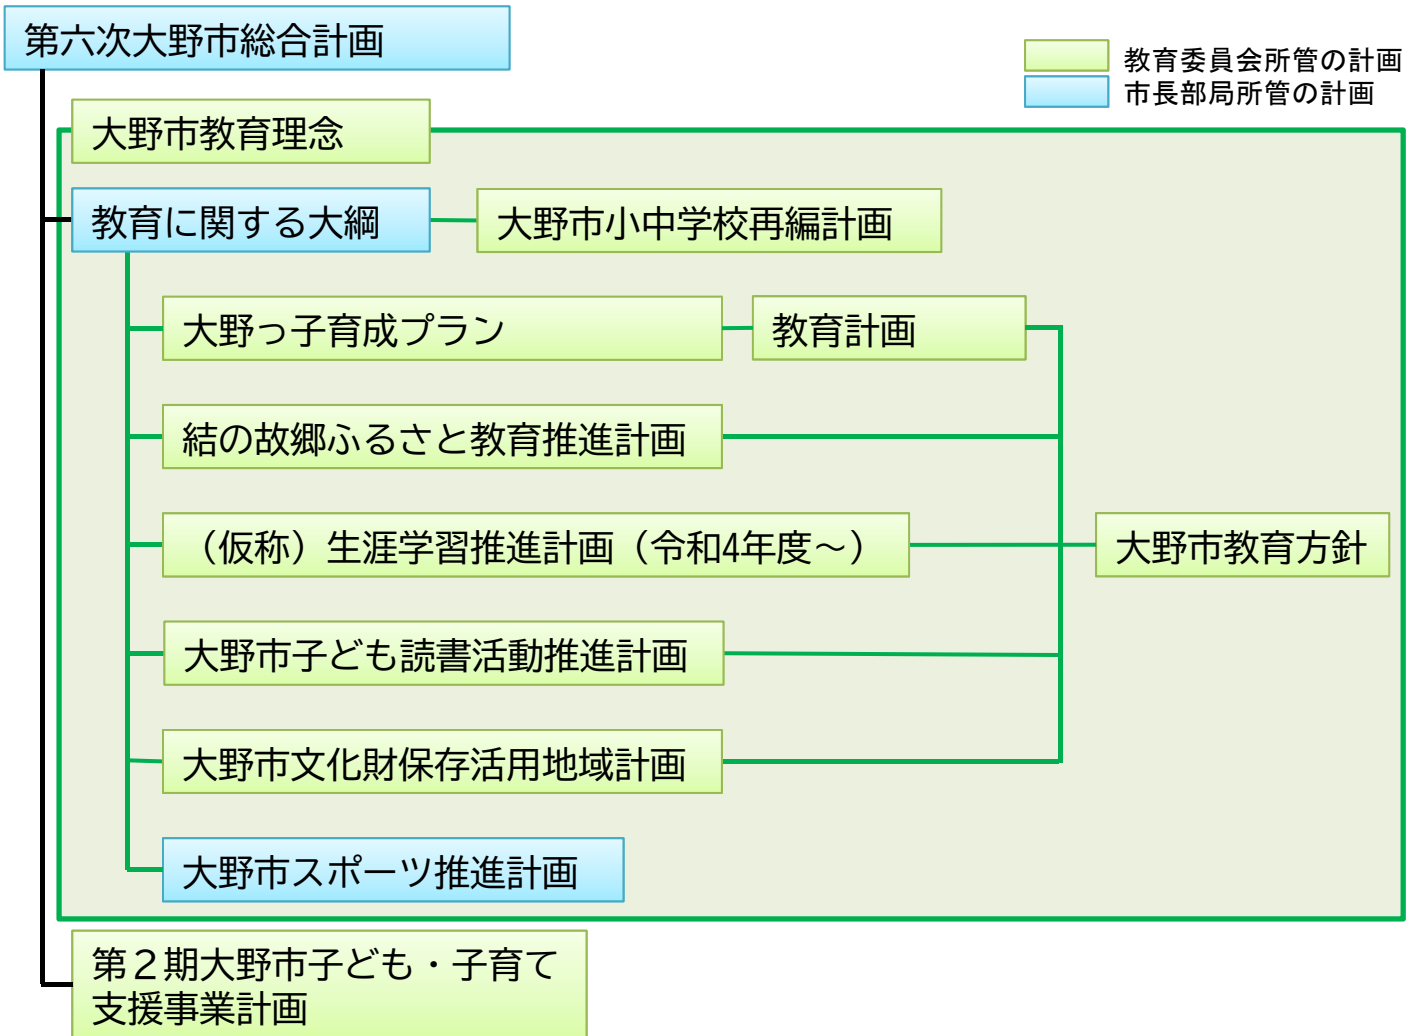 第六次大野市総合計画
教育委員会所管の計画
市長部局所管の計画
大野市教育理念
教育に関する大綱
大野市小中学校再編計画
大野っ子育成プラン
教育計画
結の故郷ふるさと教育推進計画
（仮称）生涯学習推進計画（令和4年度～）
大野市教育方針
大野市子ども読書活動推進計画
大野市文化財保存活用地域計画
大野市スポーツ推進計画
第２期大野市子ども・子育て
支援事業計画